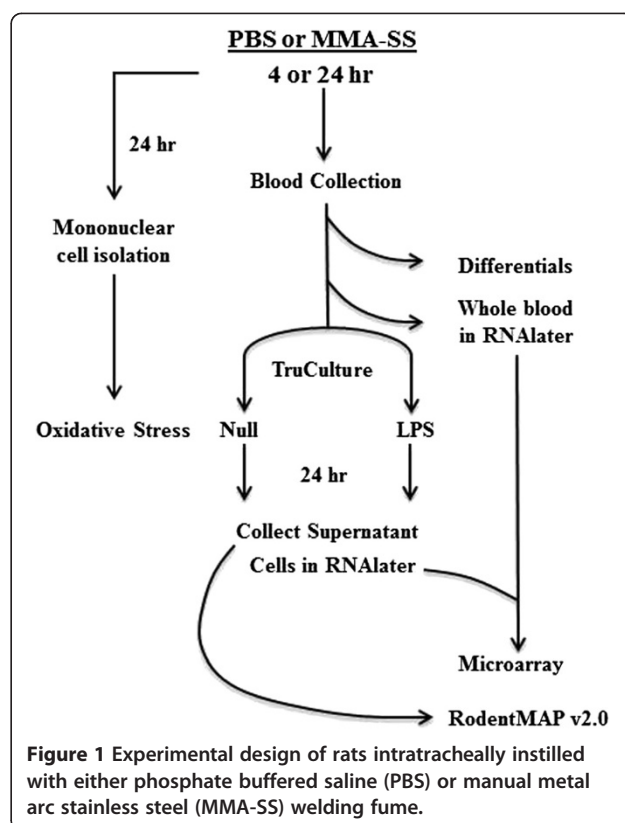 PBS or MMA-SS
4 or 24 hr
24 hr
Blood Collection
Mononuclear
cell isolation
Differentials
Whole blood
in RNAlater
TruCulture
Oxidative Stress
Null
LPS
24 hr
Collect Supernatant
Cells in RNAlater
Microarray
RodentMAP v2.0
Figure 1 Experimental design of rats intratracheally instilled
with either phosphate buffered saline (PBS) or manual metal
arc stainless steel (MMA-SS) welding fume.